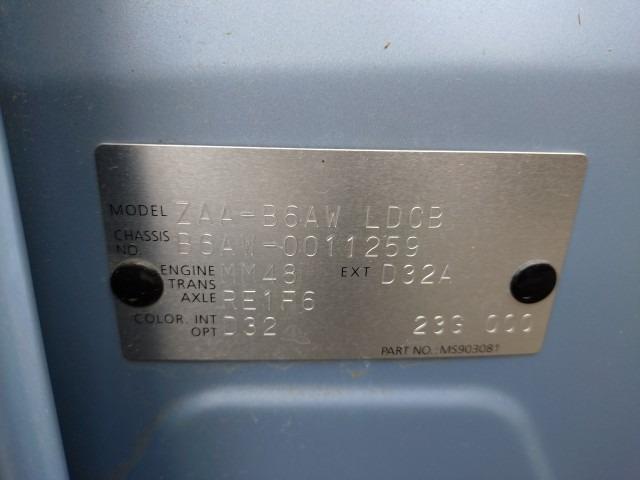 MODEL ZAA-B6AW LDCB
CHASSIS NO. B6AW-0011259
ENGINE MM48 EXT D32A
TRANS AXLE RE1F6
COLOR. INT OPT D32 23G 000
PART NO.: MS903081